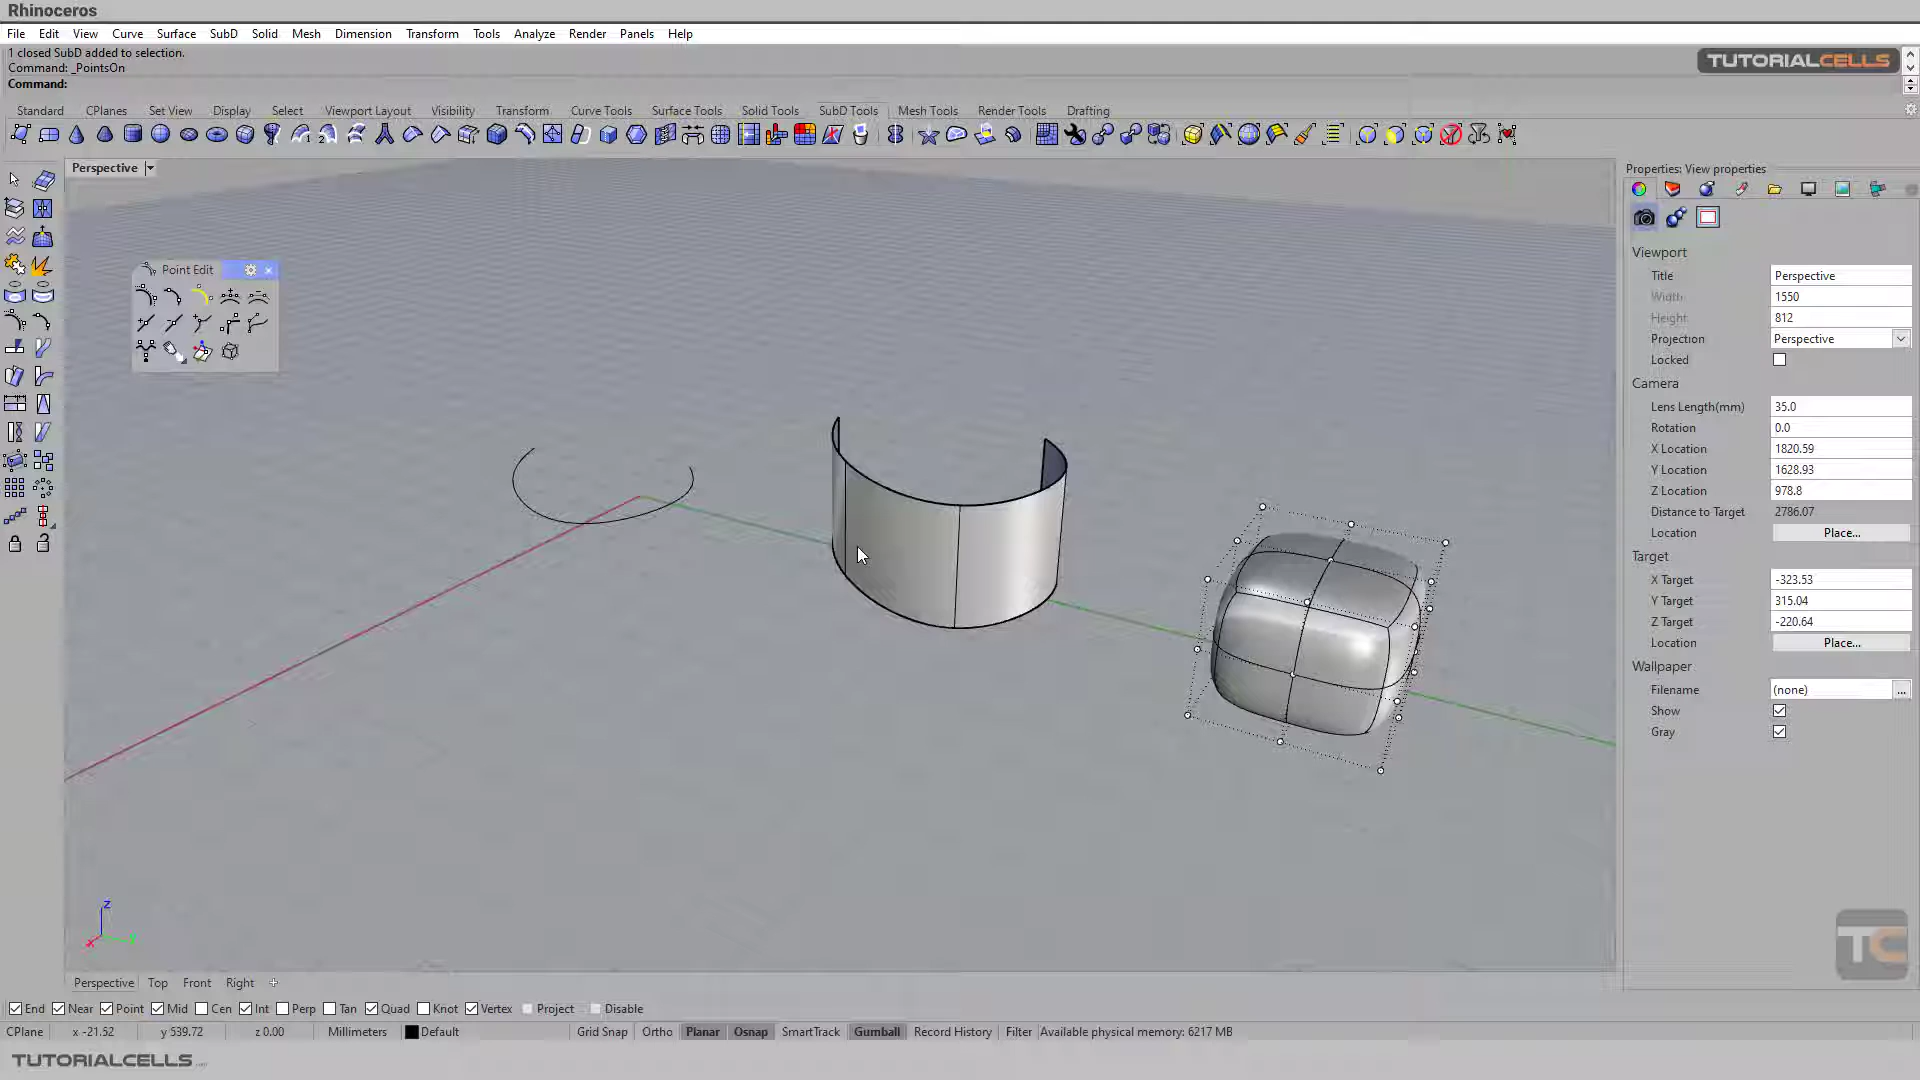 Rhinoceros
File Edit View Curve Surface SubD Solid Mesh Dimension Transform Tools Analyze Render Panels Help
1 closed SubD added to selection.
Command: _PointsOn
Command:
TUTORIALCELLS
Standard CPlanes Set View Display Select Viewport Layout Visibility Transform Curve Tools Surface Tools Solid Tools SubD Tools Mesh Tools Render Tools Drafting
Perspective
Point Edit
Properties: View properties
Viewport
Title Perspective
Width 1550
Height 812
Projection Perspective
Locked
Camera
Lens Length(mm) 35.0
Rotation 0.0
X Location 1820.59
Y Location 1628.93
Z Location 978.8
Distance to Target 2786.07
Location Place...
Target
X Target -323.53
Y Target 315.04
Z Target -220.64
Location Place...
Wallpaper
Filename (none) ...
Show
Gray
z
x y
TC
Perspective Top Front Right
End Near Point Mid Cen Int Perp Tan Quad Knot Vertex Project Disable
CPlane x -21.52 y 539.72 z 0.00 Millimeters Default Grid Snap Ortho Planar Osnap SmartTrack Gumball Record History Filter Available physical memory: 6217 MB
TUTORIALCELLS